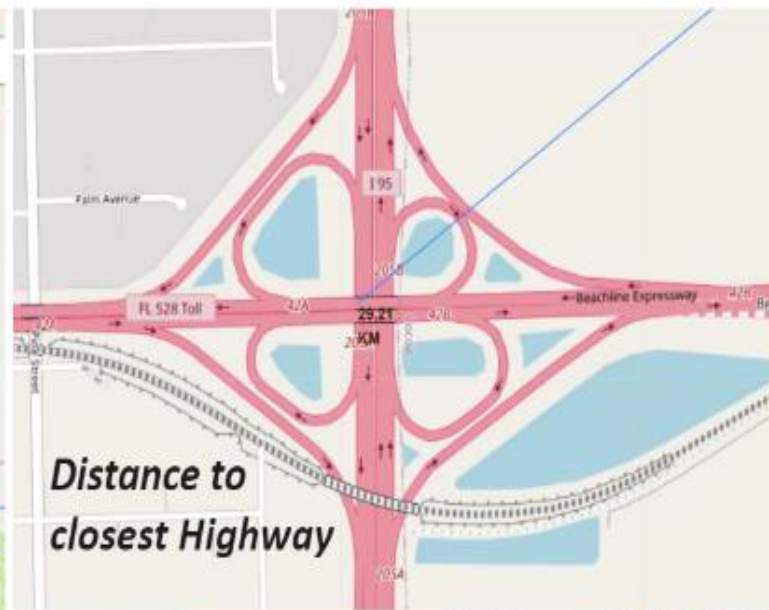 I 95
Palm Avenue
205B
Beachline Expressway
42B
FL 528 Toll
42A
29.21
42B
KM
Distance to
closest Highway
205A